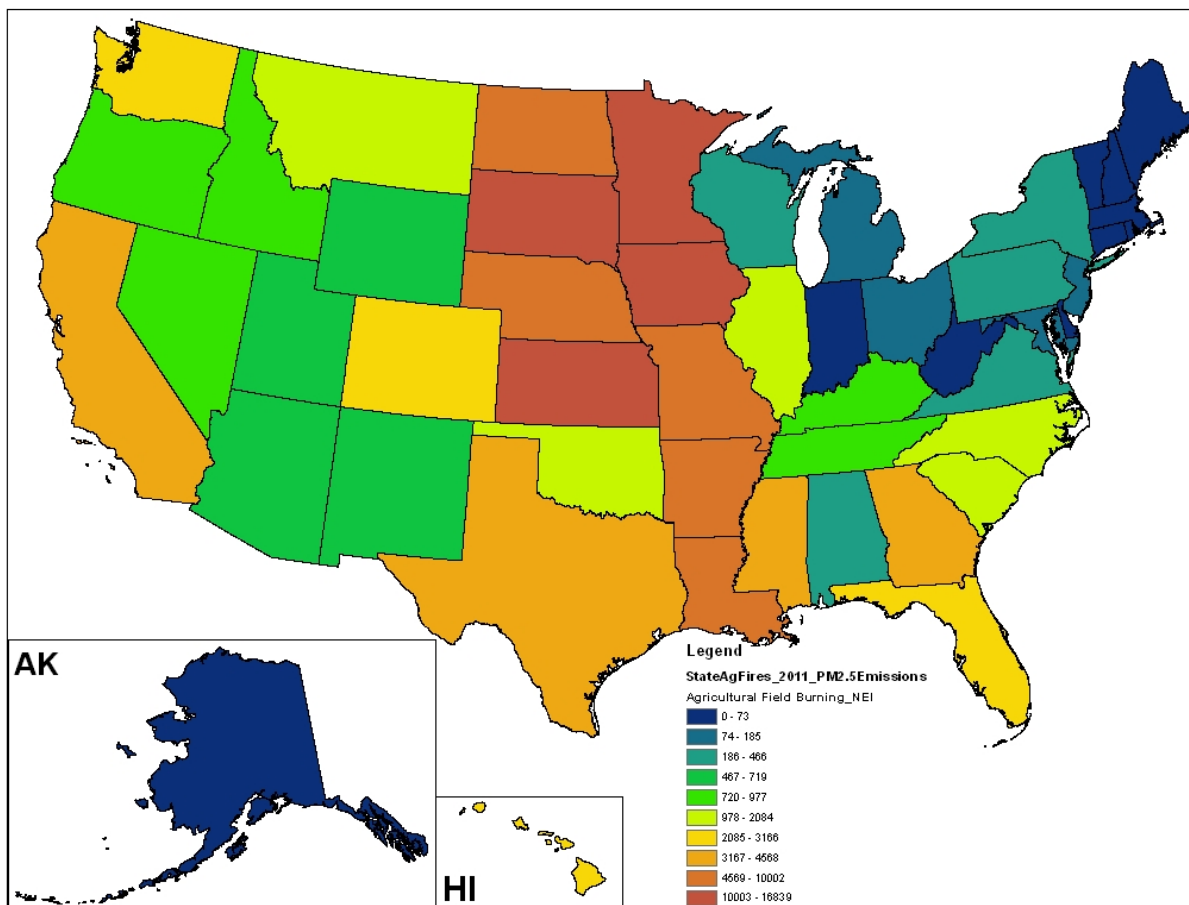 AK
HI
Legend
StateAgFires_2011_PM2.5Emissions
Agricultural Field Burning_NEI
0 - 73
74 - 185
186 - 466
467 - 719
720 - 977
978 - 2084
2085 - 3166
3167 - 4568
4569 - 10002
10003 - 16839